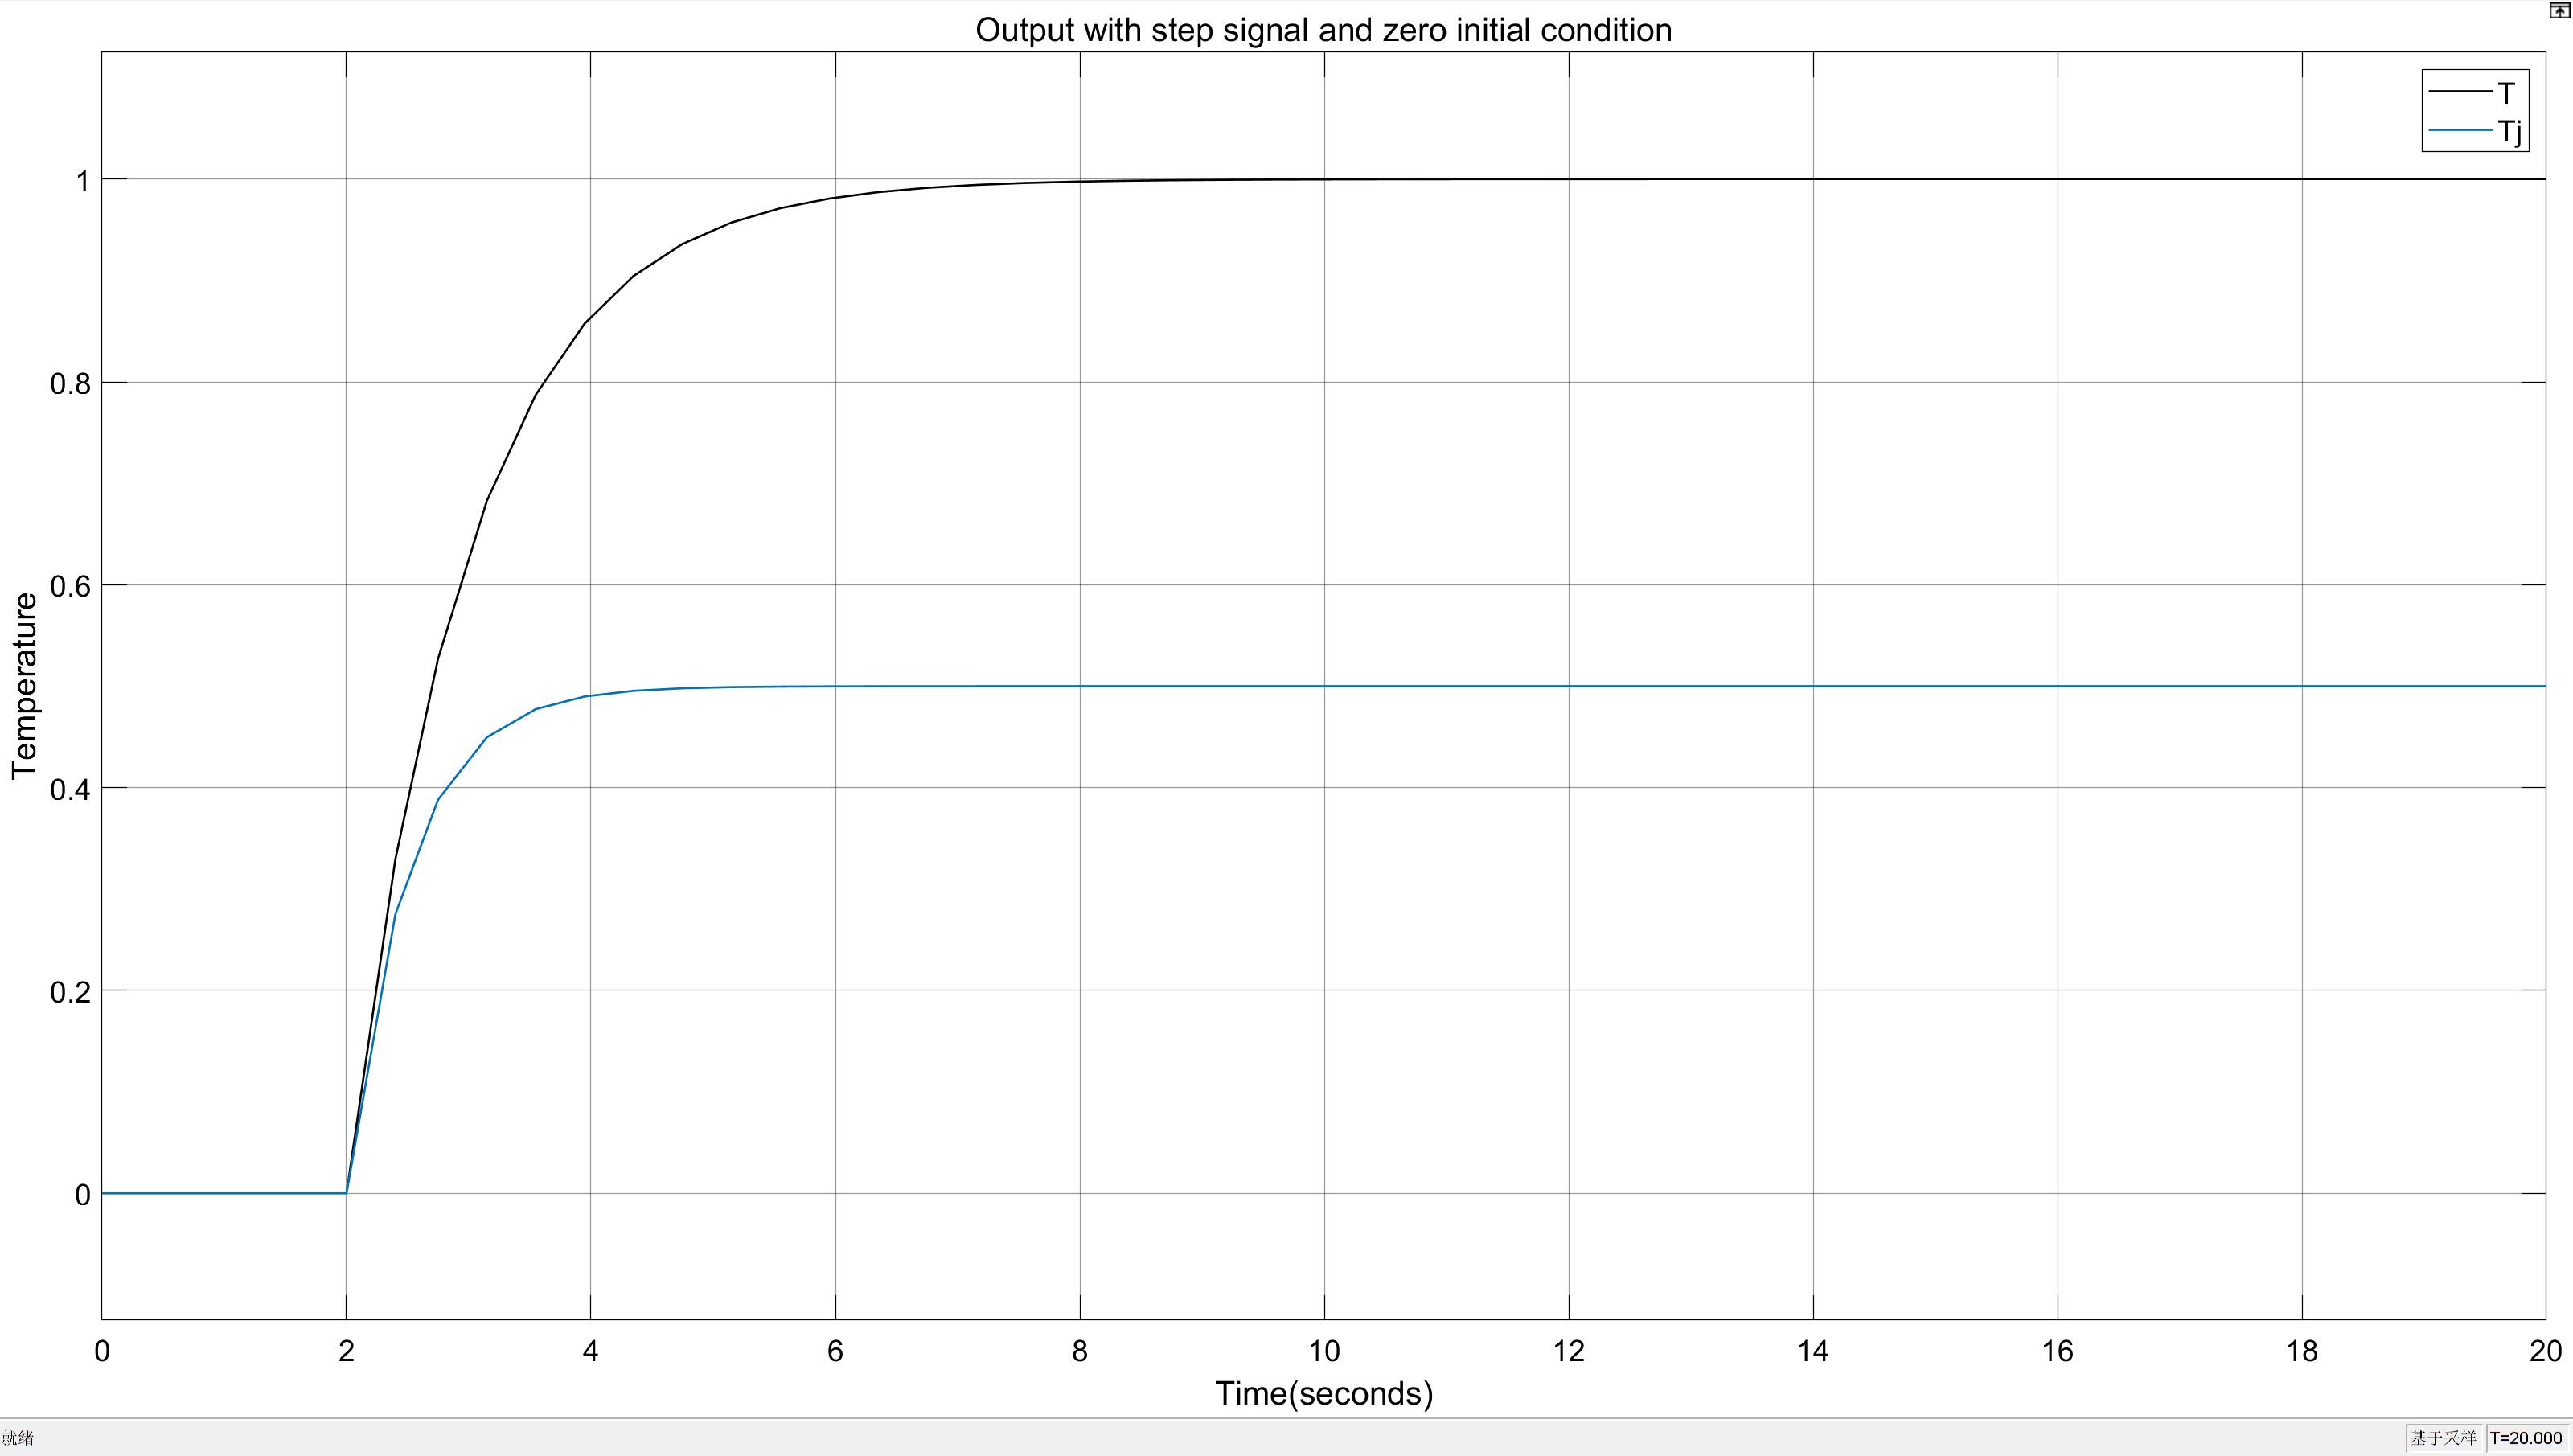 Output with step signal and zero initial condition
T
Tj
1
0.8
0.6
0.4
0.2
0
Temperature
0 2 4 6 8 10 12 14 16 18 20
Time(seconds)
就绪
基于采样 T=20.000